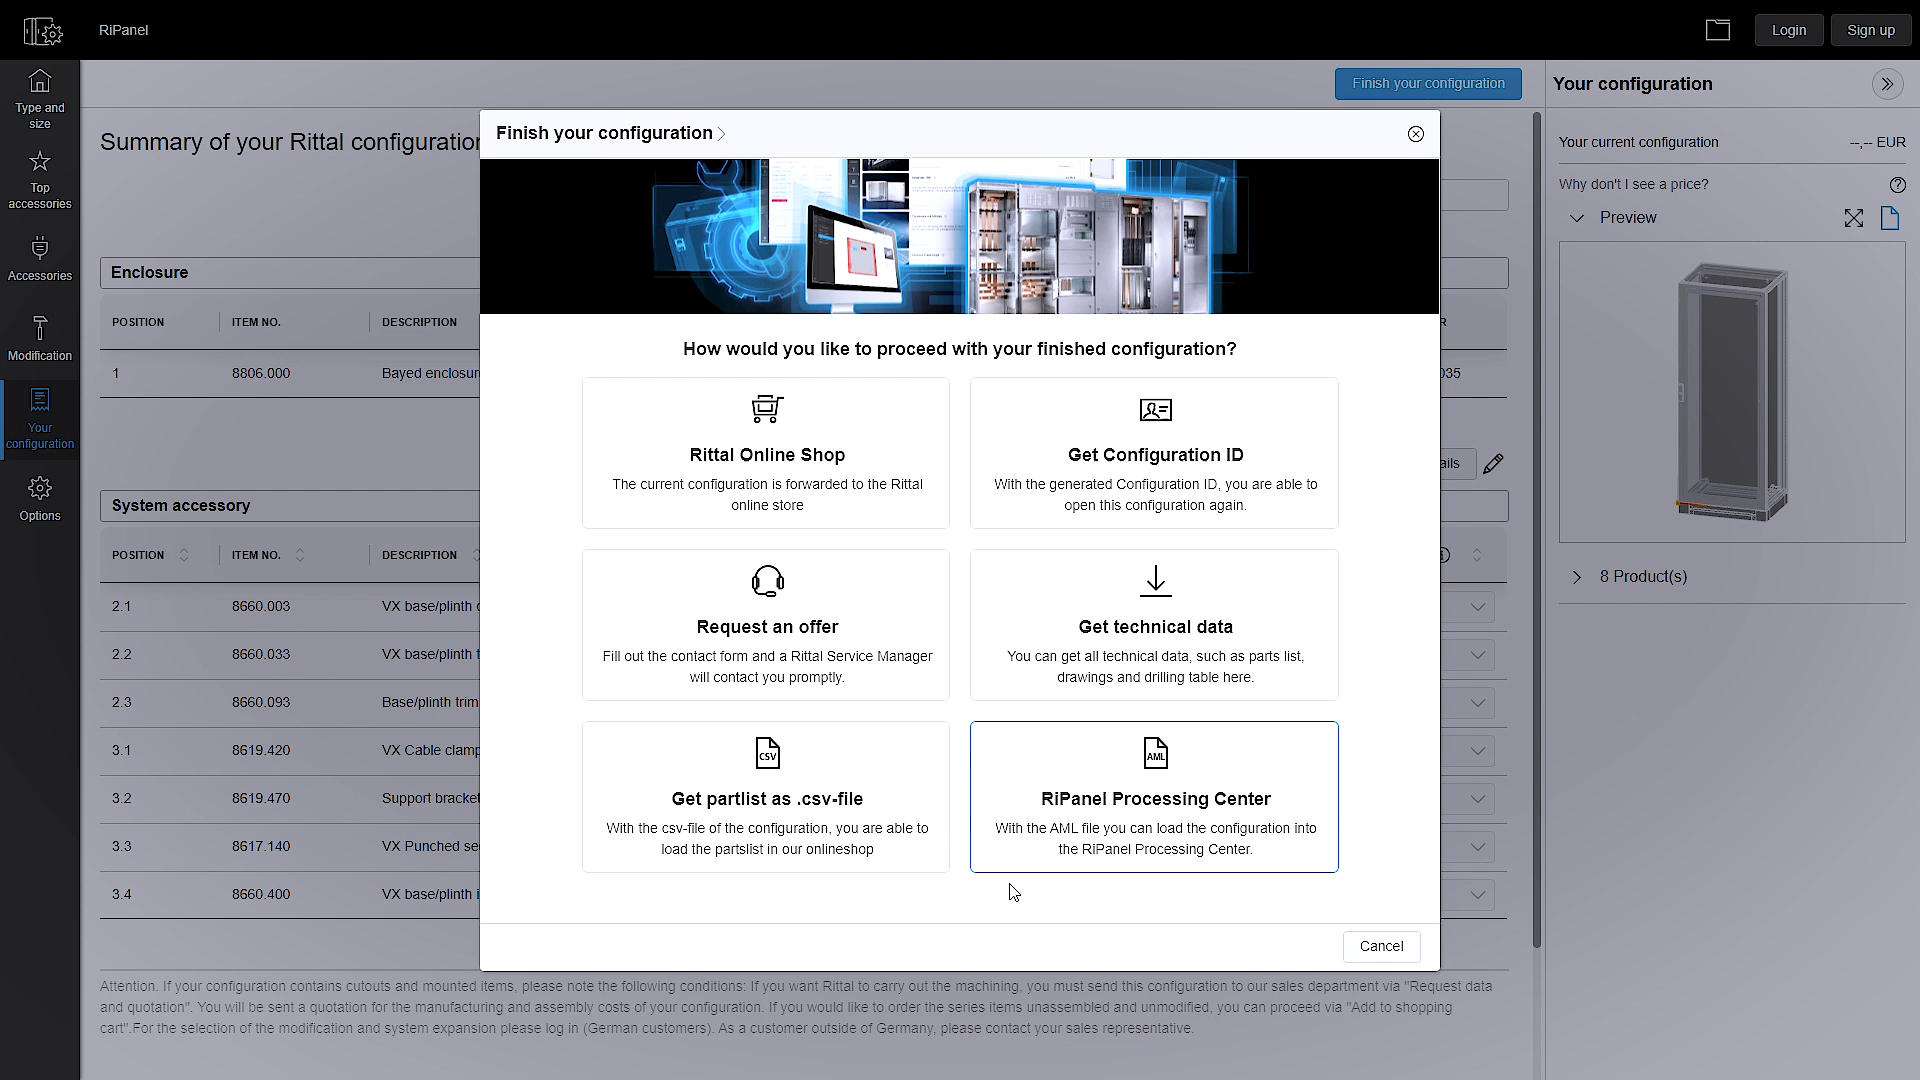 RiPanel
Login
Sign up
Type and
size
Top
accessories
Accessories
Modification
Your
configuration
Options
Finish your configuration
Summary of your Rittal configuration
Enclosure
POSITION ITEM NO. DESCRIPTION
1 8806.000 Bayed enclosur
035
ails
System accessory
POSITION ITEM NO. DESCRIPTION
2.1 8660.003 VX base/plinth
2.2 8660.033 VX base/plinth t
2.3 8660.093 Base/plinth trim
3.1 8619.420 VX Cable clamp
3.2 8619.470 Support bracket
3.3 8617.140 VX Punched se
3.4 8660.400 VX base/plinth i
Attention. If your configuration contains cutouts and mounted items, please note the following conditions: If you want Rittal to carry out the machining, you must send this configuration to our sales department via "Request data
and quotation". You will be sent a quotation for the manufacturing and assembly costs of your configuration. If you would like to order the series items unassembled and unmodified, you can proceed via "Add to shopping
cart".For the selection of the modification and system expansion please log in (German customers). As a customer outside of Germany, please contact your sales representative.
Finish your configuration
How would you like to proceed with your finished configuration?
Rittal Online Shop
The current configuration is forwarded to the Rittal
online store
Get Configuration ID
With the generated Configuration ID, you are able to
open this configuration again.
Request an offer
Fill out the contact form and a Rittal Service Manager
will contact you promptly.
Get technical data
You can get all technical data, such as parts list,
drawings and drilling table here.
CSV
Get partlist as .csv-file
With the csv-file of the configuration, you are able to
load the partslist in our onlineshop
AML
RiPanel Processing Center
With the AML file you can load the configuration into
the RiPanel Processing Center.
Cancel
Your configuration
Your current configuration --,-- EUR
Why don't I see a price?
Preview
8 Product(s)